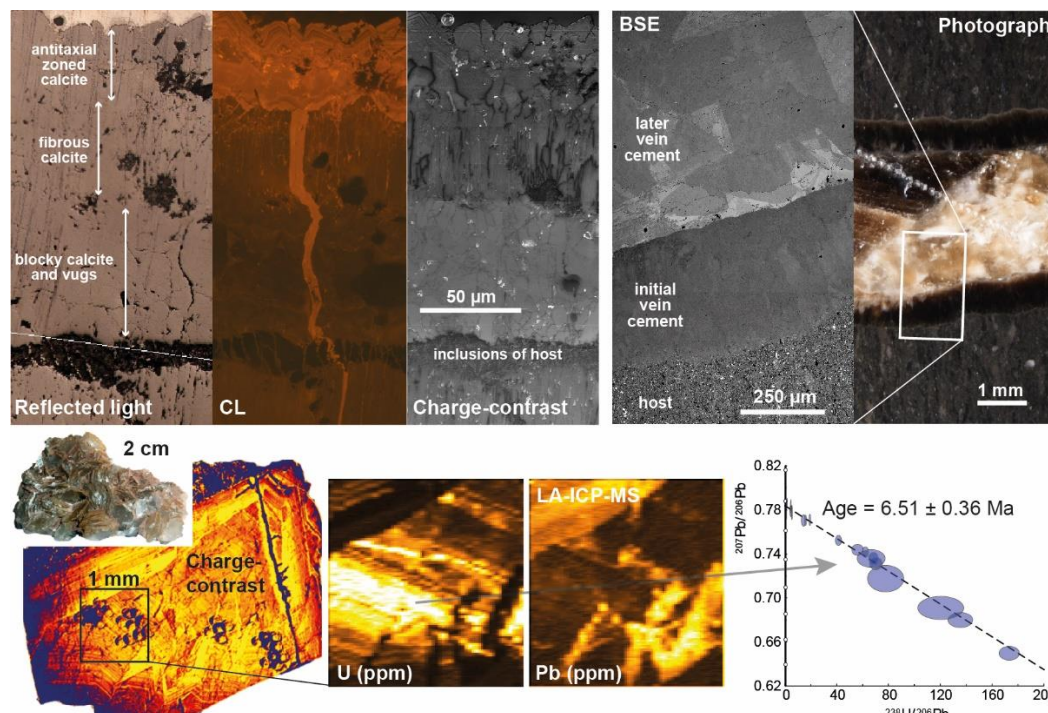 antitaxial
zoned
calcite
fibrous
calcite
blocky calcite
and vugs
Reflected light
CL
50 µm
inclusions of host
Charge-contrast
BSE
later
vein
cement
initial
vein
cement
host
250 µm
Photograph
1 mm
2 cm
Charge-
contrast
1 mm
U (ppm)
LA-ICP-MS
Pb (ppm)
0.82
0.78
0.74
0.70
0.66
0.62
²⁰⁷Pb/²⁰⁶Pb
Age = 6.51 ± 0.36 Ma
0 40 80 120 160 200
²³⁸U/²⁰⁶Pb